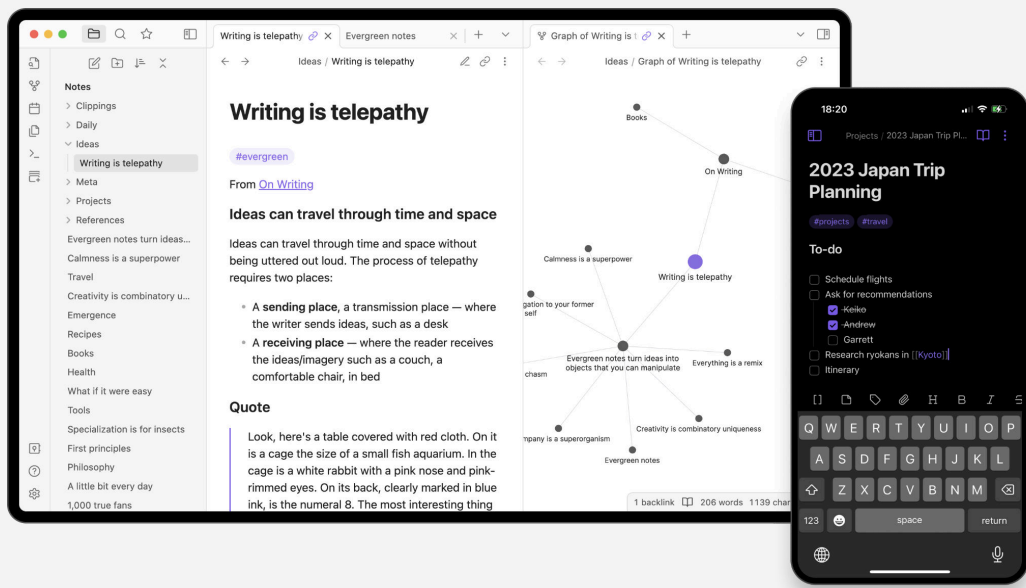 Writing is telepathy
Evergreen notes
Graph of Writing is t
Ideas / Writing is telepathy
Ideas / Graph of Writing is telepathy
Notes
Clippings
Daily
Ideas
Writing is telepathy
Meta
Projects
References
Evergreen notes turn ideas...
Calmness is a superpower
Travel
Creativity is combinatory u...
Emergence
Recipes
Books
Health
What if it were easy
Tools
Specialization is for insects
First principles
Philosophy
A little bit every day
1,000 true fans
Writing is telepathy
#evergreen
From On Writing
Ideas can travel through time and space
Ideas can travel through time and space without
being uttered out loud. The process of telepathy
requires two places:
• A sending place, a transmission place — where
the writer sends ideas, such as a desk
• A receiving place — where the reader receives
the ideas/imagery such as a couch, a
comfortable chair, in bed
Quote
Look, here's a table covered with red cloth. On it
is a cage the size of a small fish aquarium. In the
cage is a white rabbit with a pink nose and pink-
rimmed eyes. On its back, clearly marked in blue
ink, is the numeral 8. The most interesting thing
Books
On Writing
Calmness is a superpower
Writing is telepathy
gation to your former
self
Evergreen notes turn ideas into
objects that you can manipulate
Everything is a remix
chasm
Creativity is combinatory uniqueness
mpany is a superorganism
Evergreen notes
1 backlink 206 words 1139 char
18:20
Projects / 2023 Japan Trip Pl...
2023 Japan Trip
Planning
#projects #travel
To-do
Schedule flights
Ask for recommendations
Keiko
Andrew
Garrett
Research ryokans in [[Kyoto]]
Itinerary
[] H B I S
Q W E R T Y U I O P
A S D F G H J K L
Z X C V B N M
123 space return